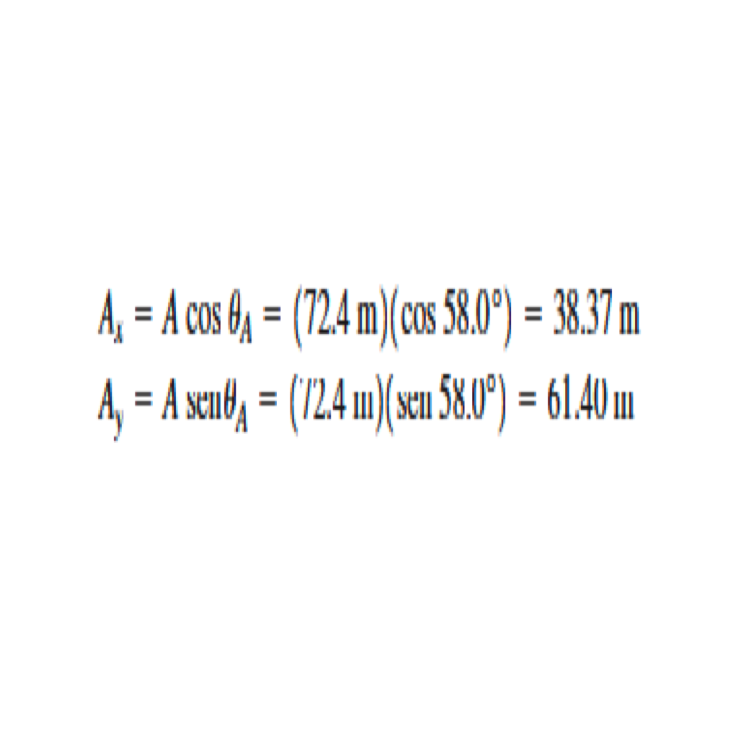 Aₓ = A cos θ_A = (72.4 m)(cos 58.0°) = 38.37 m
A_y = A senθ_A = (72.4 m)(sen 58.0°) = 61.40 m